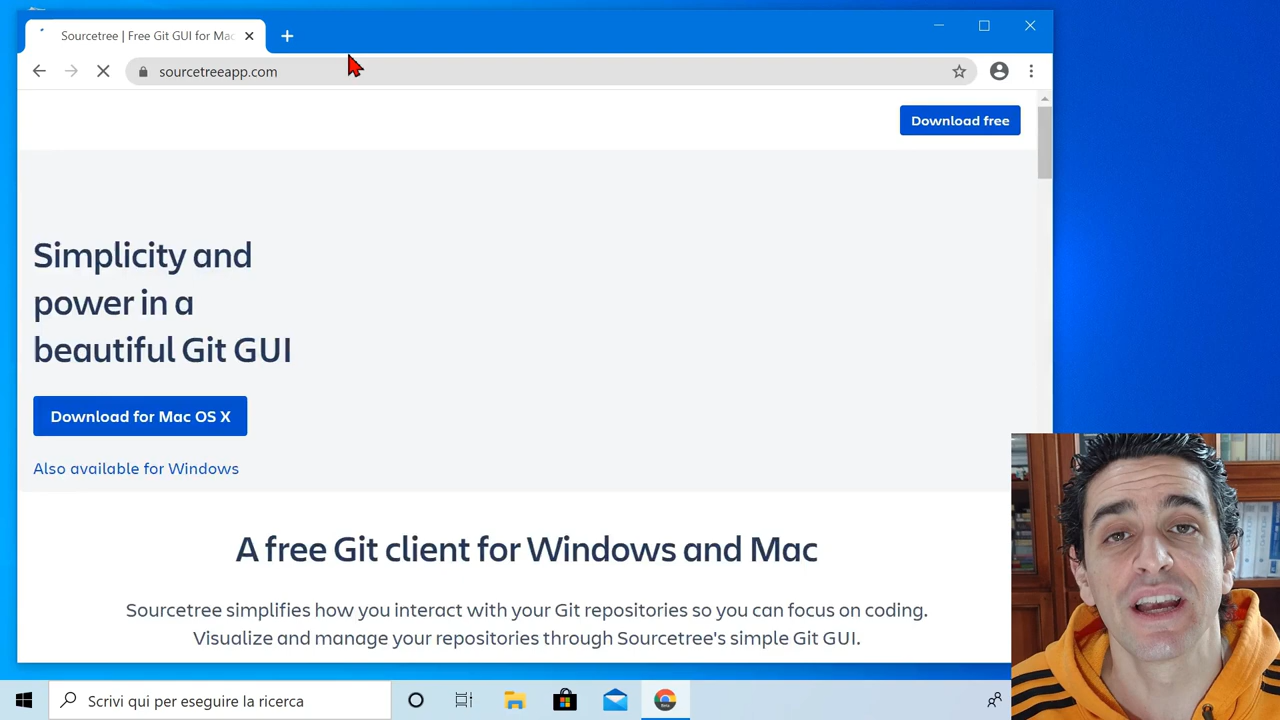 Sourcetree | Free Git GUI for Mac
sourcetreeapp.com
Download free
Simplicity and
power in a
beautiful Git GUI
Download for Mac OS X
Also available for Windows
A free Git client for Windows and Mac
Sourcetree simplifies how you interact with your Git repositories so you can focus on coding.
Visualize and manage your repositories through Sourcetree's simple Git GUI.
Scrivi qui per eseguire la ricerca
Beta